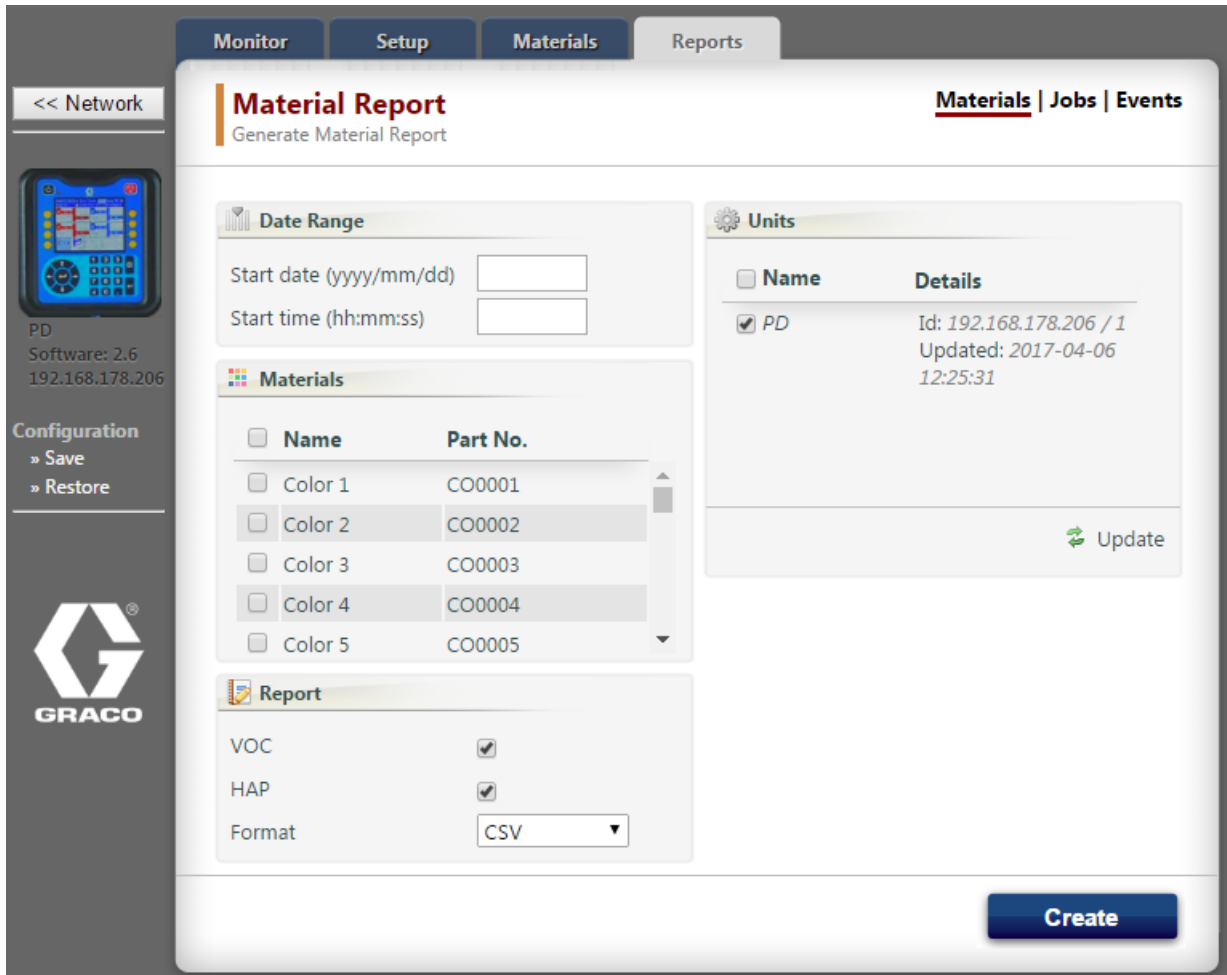 Monitor
Setup
Materials
Reports
<< Network
Material Report
Generate Material Report
Materials | Jobs | Events
PD
Software: 2.6
192.168.178.206
Configuration
» Save
» Restore
GRACO
®
Date Range
Start date (yyyy/mm/dd)
Start time (hh:mm:ss)
Materials
Name Part No.
Color 1 CO0001
Color 2 CO0002
Color 3 CO0003
Color 4 CO0004
Color 5 CO0005
Report
VOC
HAP
Format CSV
Units
Name Details
PD Id: 192.168.178.206 / 1
Updated: 2017-04-06
12:25:31
Update
Create